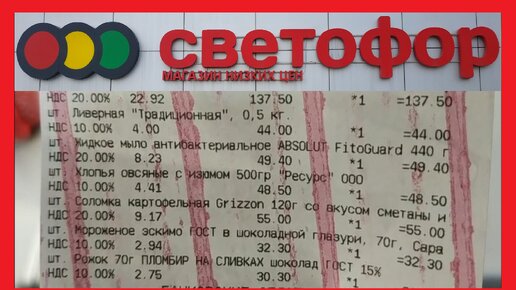 светофор
МАГАЗИН НИЗКИХ ЦЕН
НДС 20.00% 22.92 137.50 *1 =137.50
шт. Ливерная "Традиционная", 0,5 кг.
НДС 10.00% 4.00 44.00 *1 =44.00
шт. Жидкое мыло антибактериальное ABSOLUT FitoGuard 440 г
НДС 20.00% 8.23 49.40 *1 =49.40
шт. Хлопья овсяные с изюмом 500гр "Ресурс" ООО
НДС 10.00% 4.41 48.50 *1 =48.50
шт. Соломка картофельная Grizzon 120г со вкусом сметаны и
НДС 20.00% 9.17 55.00 *1 =55.00
шт. Мороженое эскимо ГОСТ в шоколадной глазури, 70г, Сара
НДС 10.00% 2.94 32.30 *1 =32.30
шт. Рожок 70г ПЛОМБИР НА СЛИВКАХ шоколад ГОСТ 15%
НДС 10.00% 2.75 30.30 *1